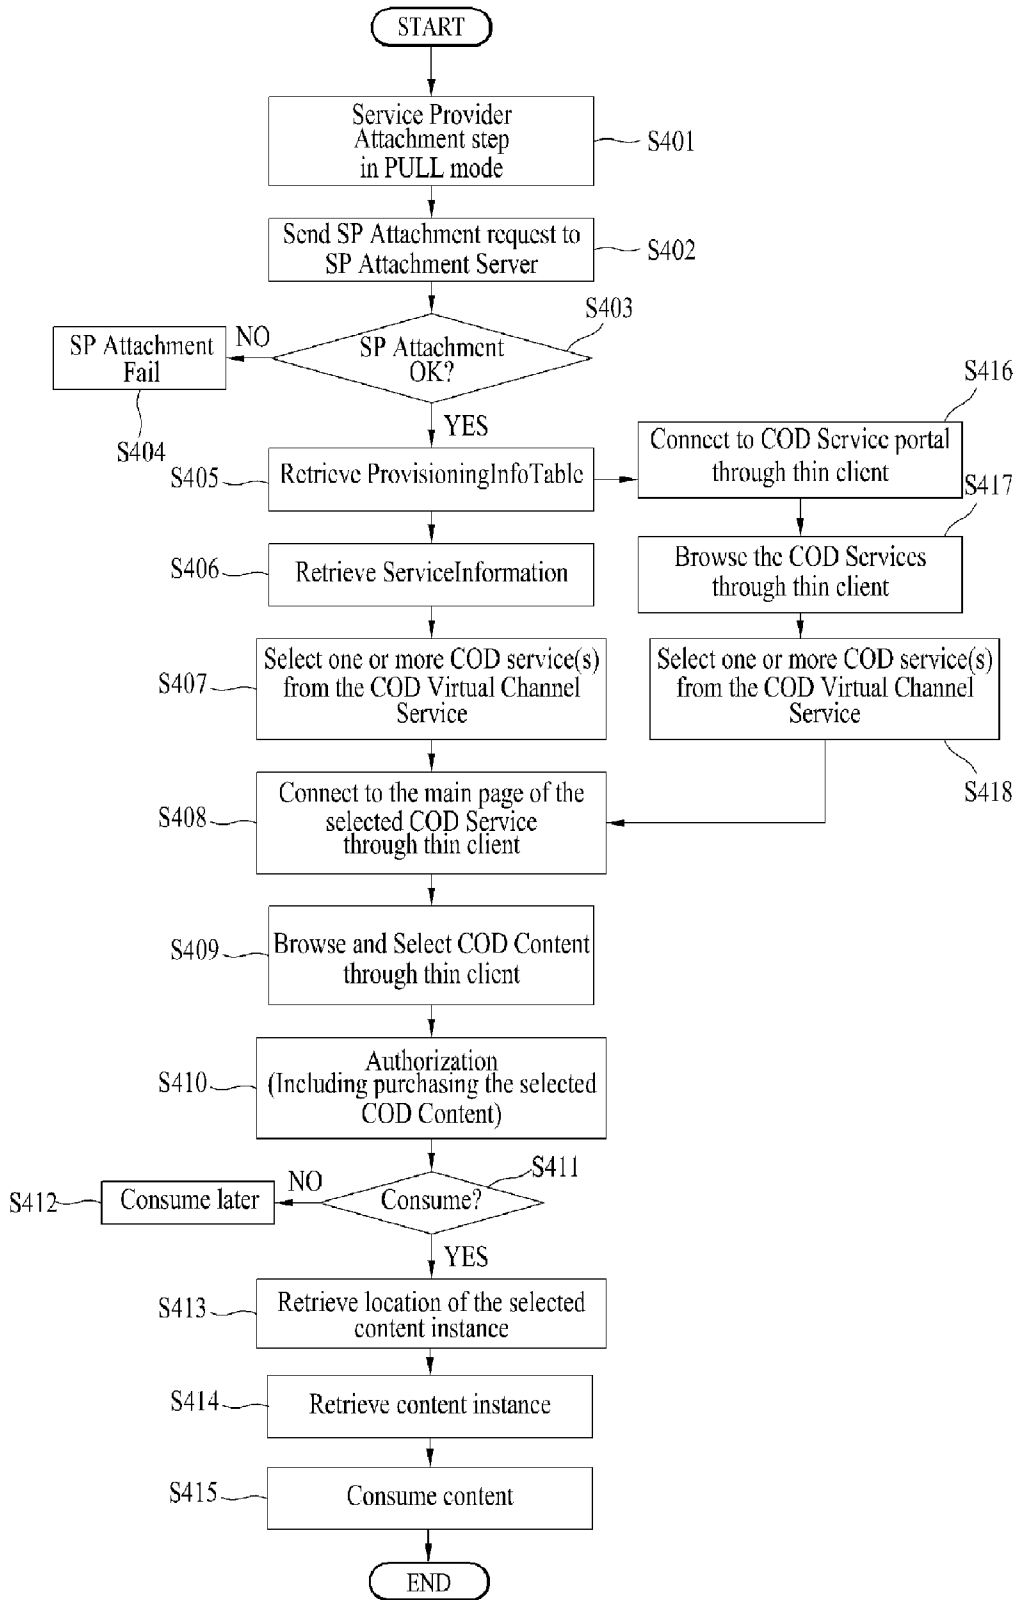 START
Service Provider
Attachment step
in PULL mode
S401
Send SP Attachment request to
SP Attachment Server
S402
S403
SP Attachment
OK?
NO
SP Attachment
Fail
S404
YES
S405
Retrieve ProvisioningInfoTable
S416
Connect to COD Service portal
through thin client
S417
S406
Retrieve ServiceInformation
Browse the COD Services
through thin client
S407
Select one or more COD service(s)
from the COD Virtual Channel
Service
Select one or more COD service(s)
from the COD Virtual Channel
Service
S418
S408
Connect to the main page of the
selected COD Service
through thin client
S409
Browse and Select COD Content
through thin client
S410
Authorization
(Including purchasing the selected
COD Content)
S411
Consume?
NO
S412
Consume later
YES
S413
Retrieve location of the selected
content instance
S414
Retrieve content instance
S415
Consume content
END